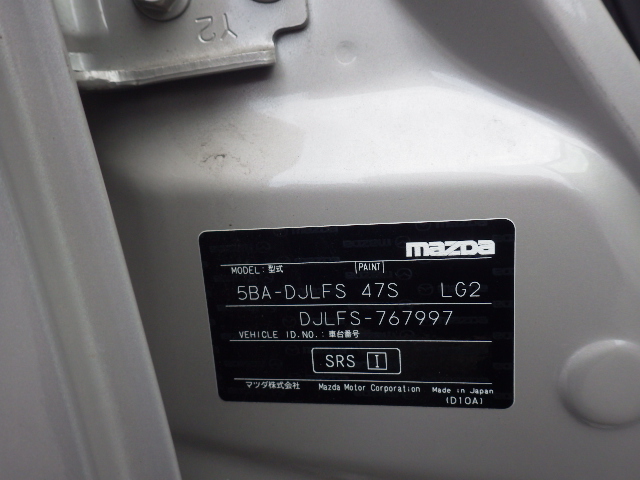 Y2
mazda
MODEL: 型式 PAINT
5BA-DJLFS 47S LG2
DJLFS-767997
VEHICLE ID.NO.: 車台番号
SRS I
マツダ株式会社 Mazda Motor Corporation Made in Japan
(D10A)